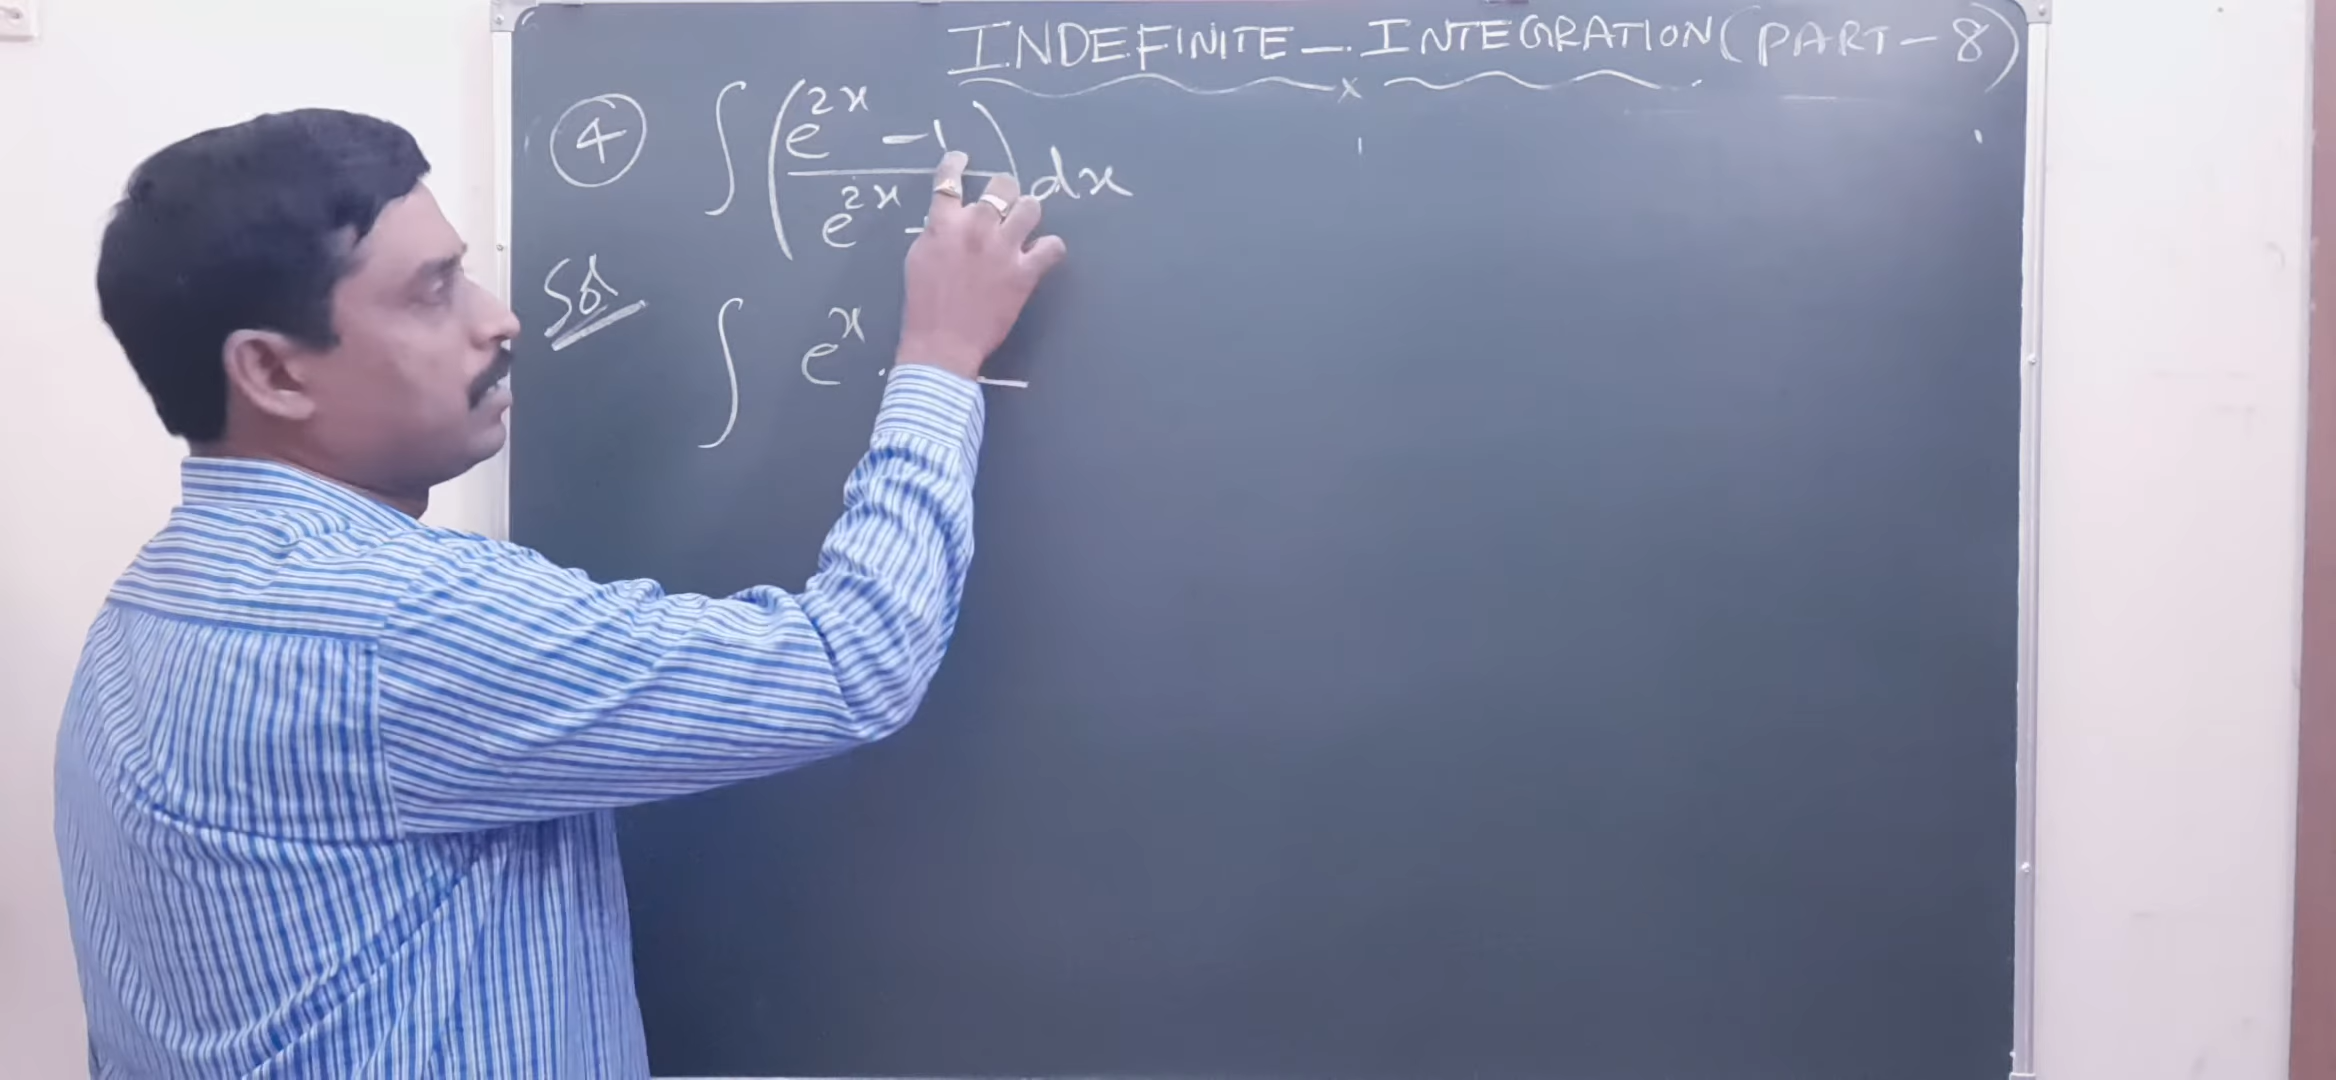 INDEFINITE - INTEGRATION (PART - 8)
④ ∫ (e^{2x} - 1 / e^{2x}) dx
Sol
∫ e^x .